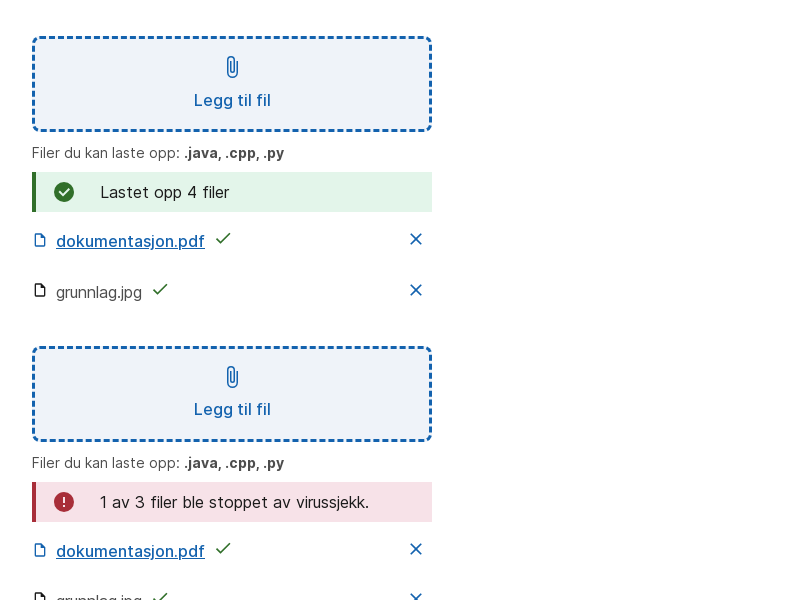 Legg til fil
Filer du kan laste opp: .java, .cpp, .py
Lastet opp 4 filer
dokumentasjon.pdf
grunnlag.jpg
Legg til fil
Filer du kan laste opp: .java, .cpp, .py
1 av 3 filer ble stoppet av virussjekk.
dokumentasjon.pdf
grunnlag.jpg